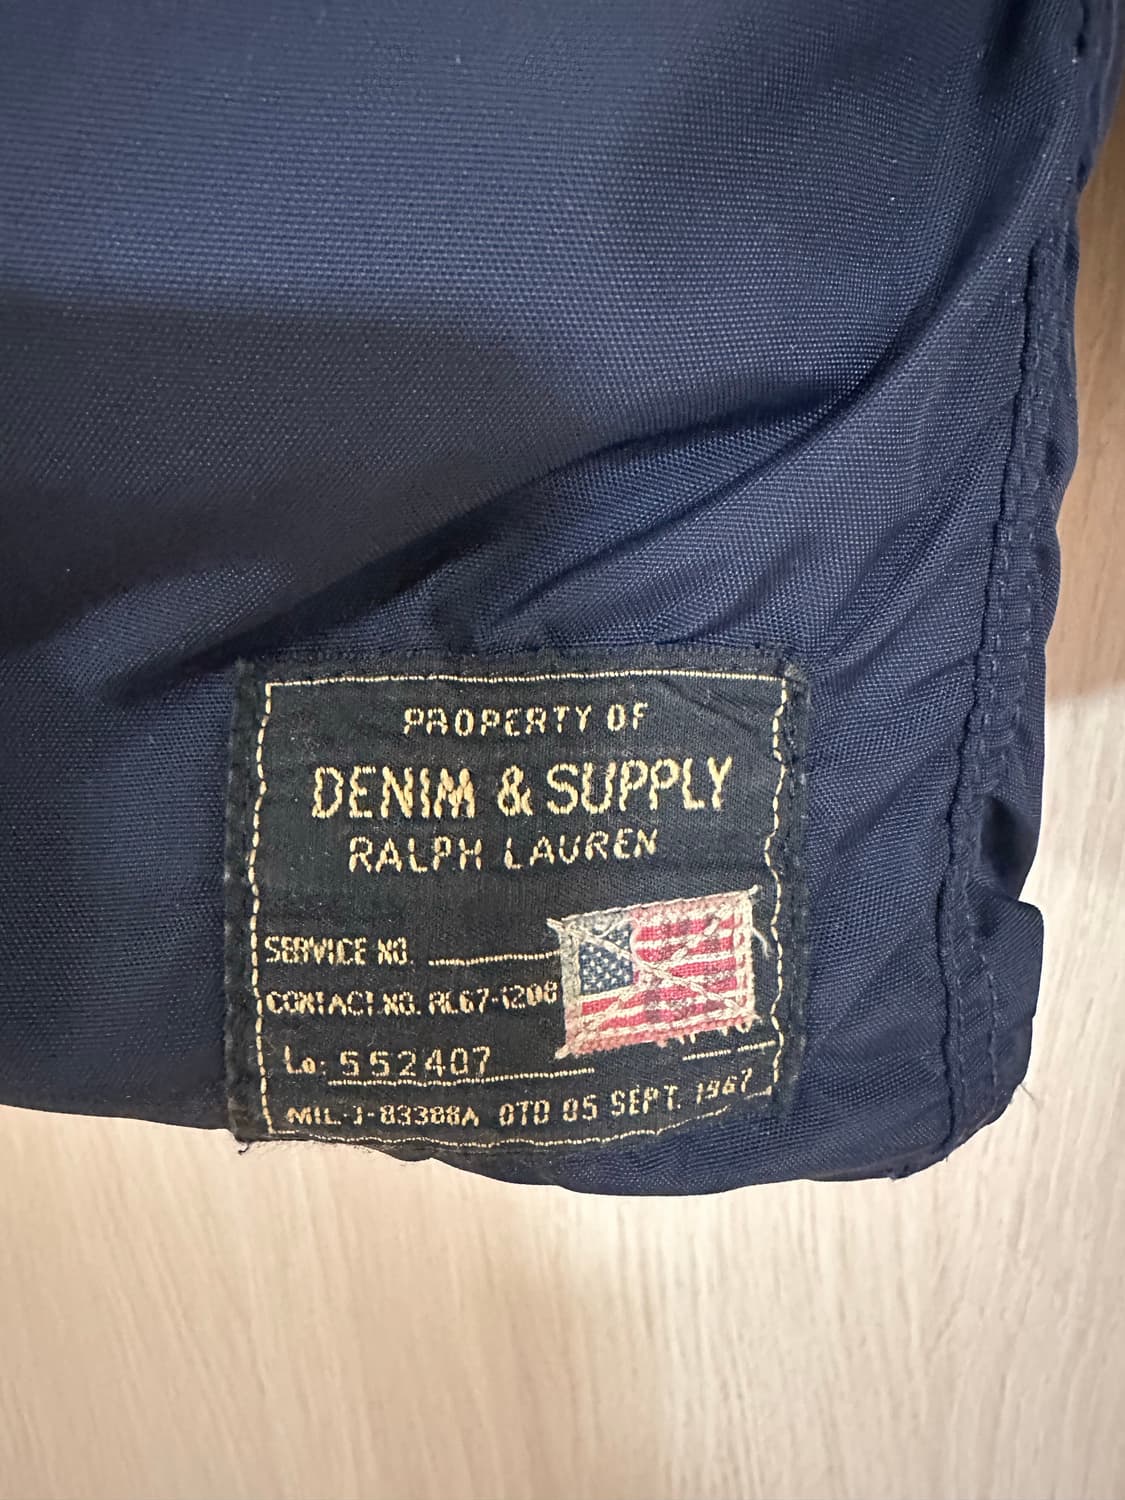 PROPERTY OF
DENIM & SUPPLY
RALPH LAUREN
SERVICE NO.
CONTACT.NO. RL67-1208
Lo: 552407
MIL-J-83388A OTD 05 SEPT. 1967